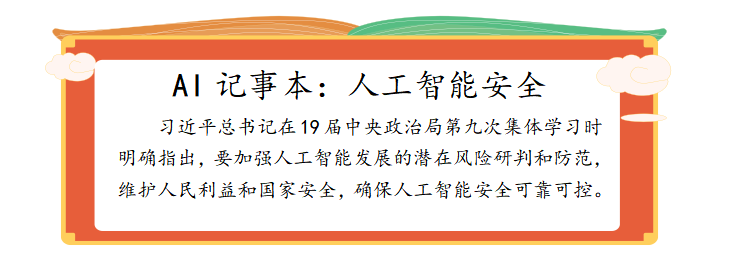 AI 记事本：人工智能安全
习近平总书记在19届中央政治局第九次集体学习时
明确指出，要加强人工智能发展的潜在风险研判和防范，
维护人民利益和国家安全，确保人工智能安全可靠可控。